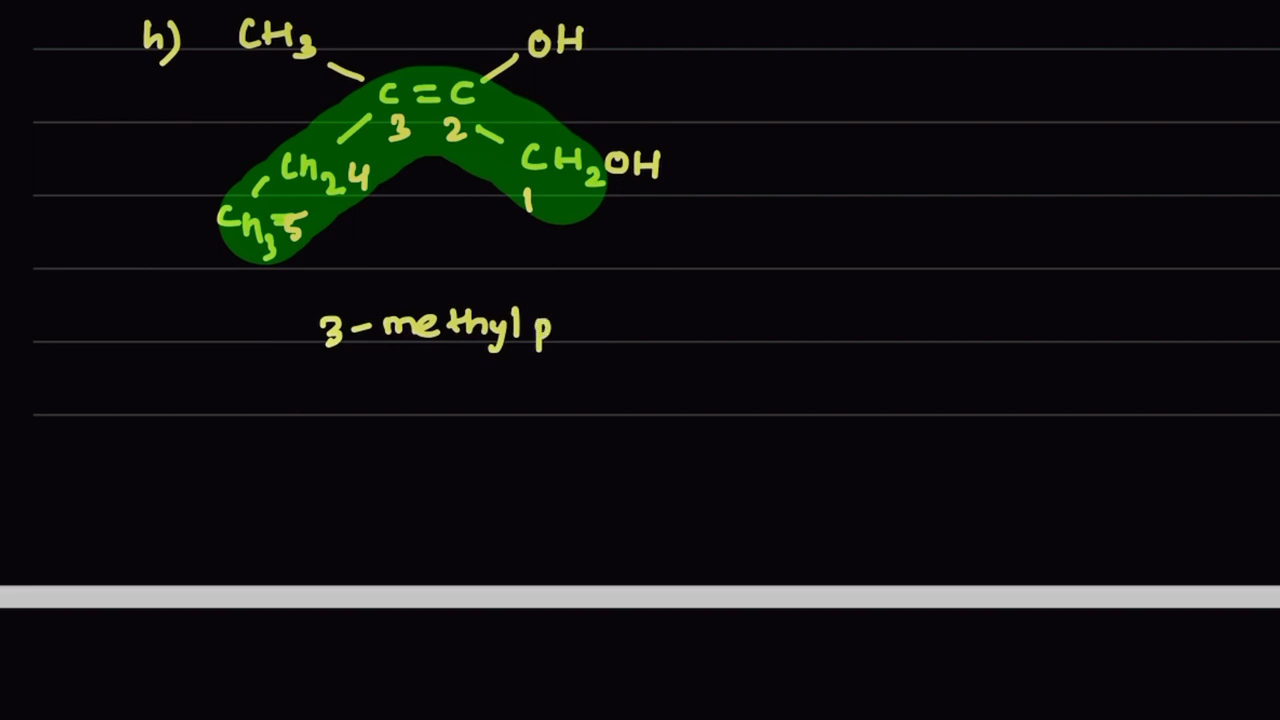 h) CH3 OH
C = C
3 2
CH2 4 CH2OH
1
CH3 5
3-methyl p